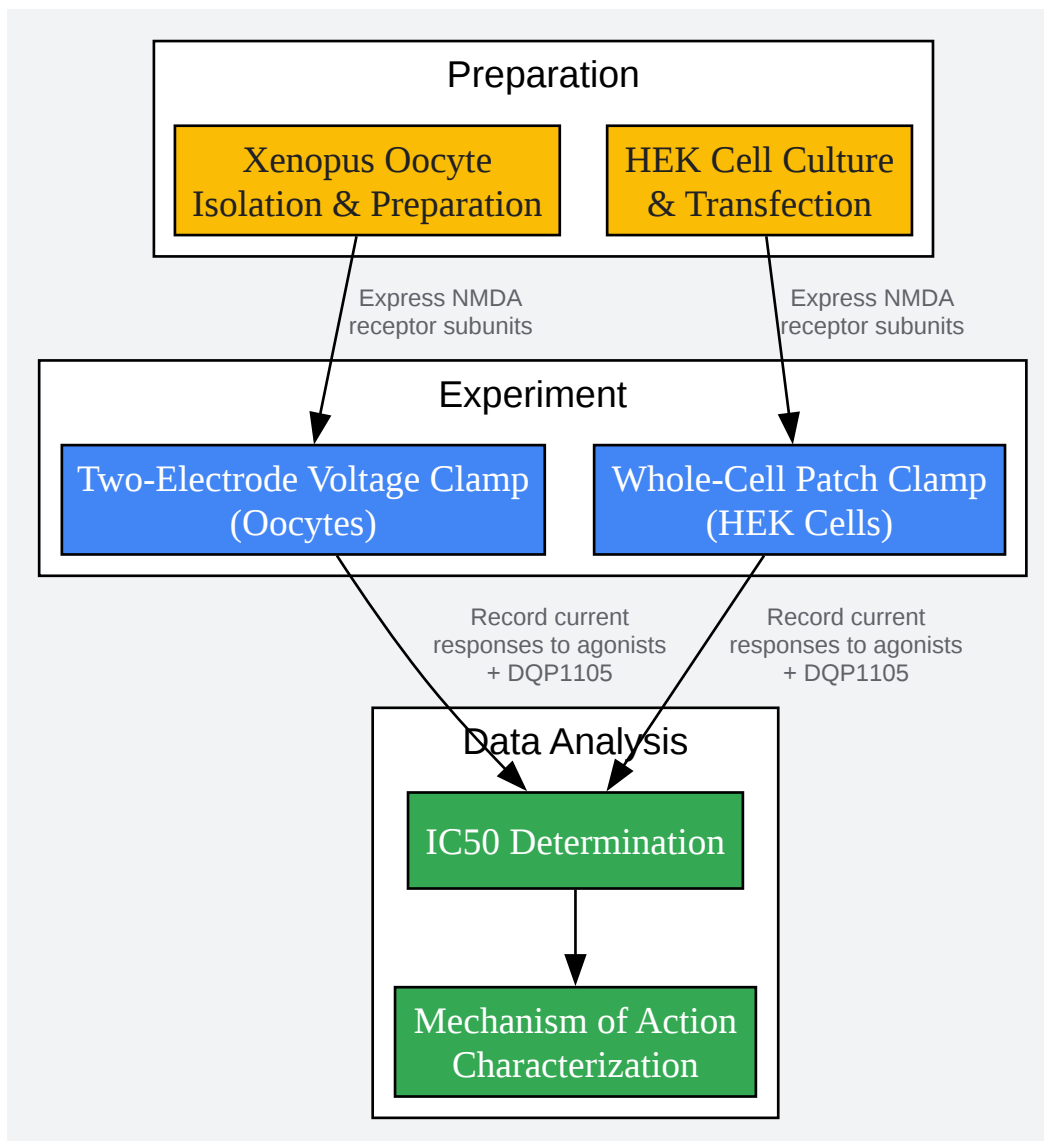 Preparation
Xenopus Oocyte
Isolation & Preparation
HEK Cell Culture
& Transfection
Express NMDA
receptor subunits
Express NMDA
receptor subunits
Experiment
Two-Electrode Voltage Clamp
(Oocytes)
Whole-Cell Patch Clamp
(HEK Cells)
Record current
responses to agonists
+ DQP1105
Record current
responses to agonists
+ DQP1105
Data Analysis
IC50 Determination
Mechanism of Action
Characterization